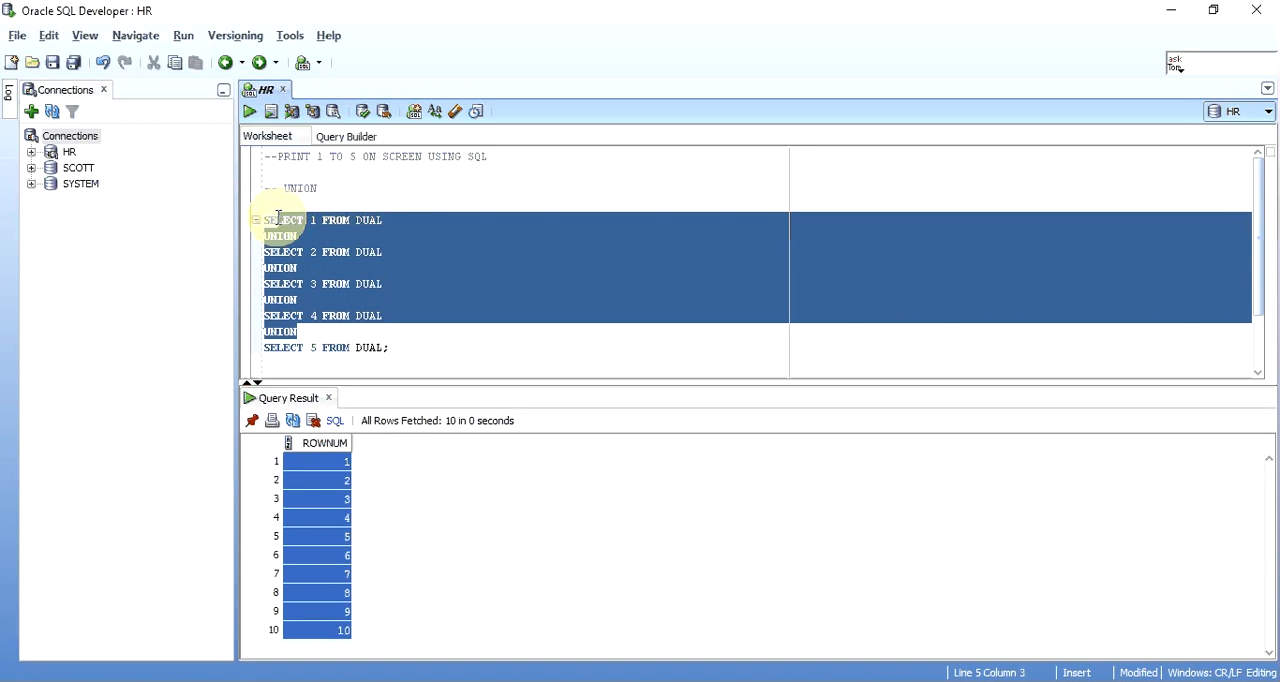 Oracle SQL Developer : HR
File Edit View Navigate Run Versioning Tools Help
ask
Tom
Log
Connections
HR
HR
Worksheet
Query Builder
Connections
HR
SCOTT
SYSTEM
--PRINT 1 TO 5 ON SCREEN USING SQL
-- UNION
SELECT 1 FROM DUAL
UNION
SELECT 2 FROM DUAL
UNION
SELECT 3 FROM DUAL
UNION
SELECT 4 FROM DUAL
UNION
SELECT 5 FROM DUAL;
Query Result
SQL | All Rows Fetched: 10 in 0 seconds
ROWNUM
1 1
2 2
3 3
4 4
5 5
6 6
7 7
8 8
9 9
10 10
Line 5 Column 3 | Insert | Modified | Windows: CR/LF Editing